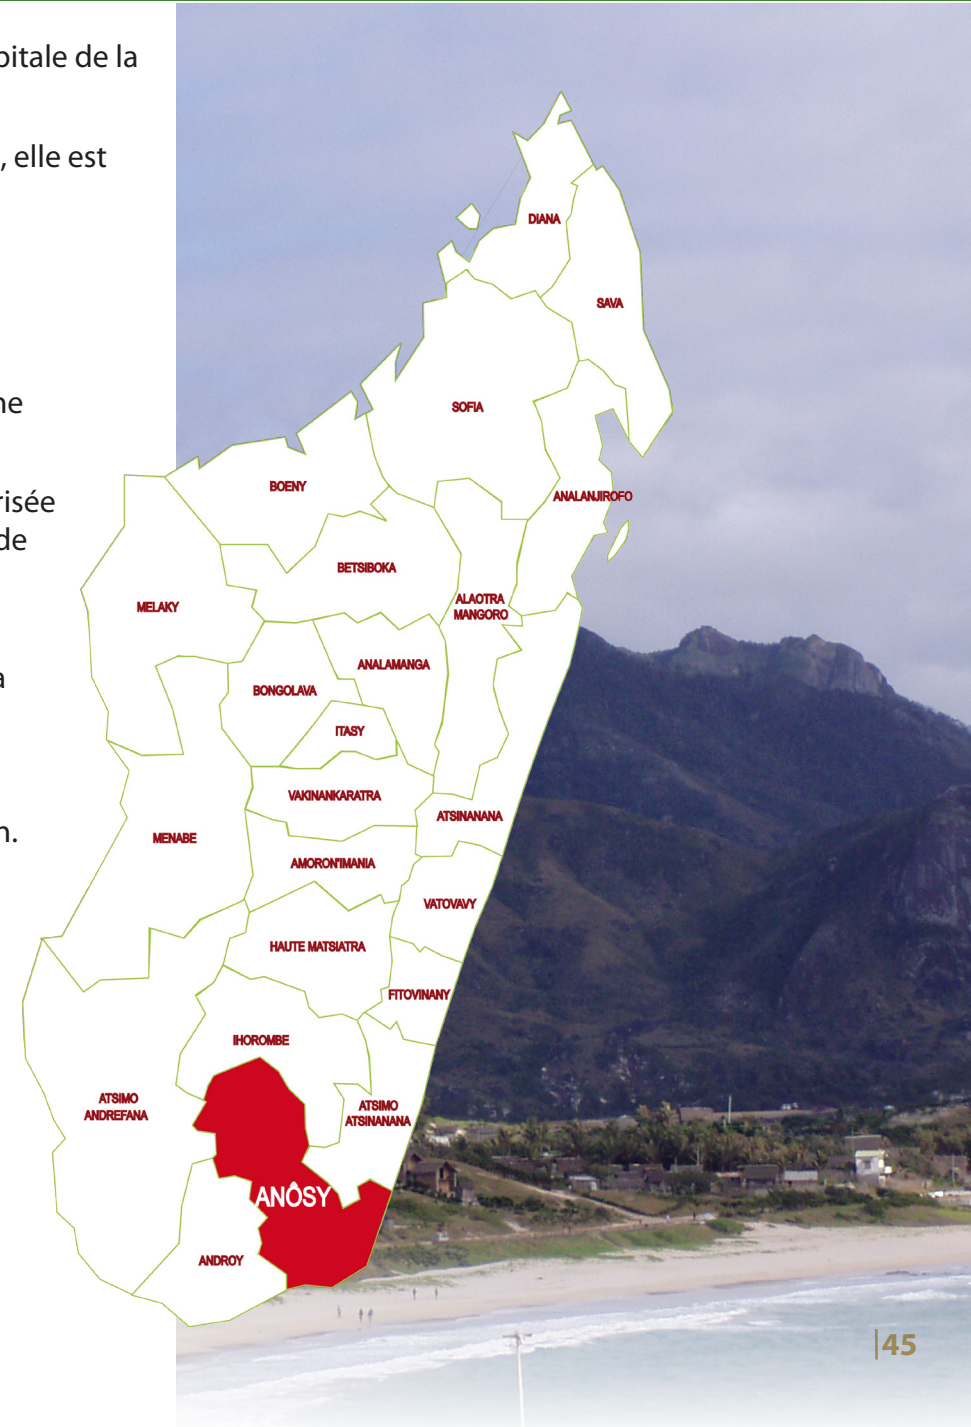 pitale de la
, elle est
ne
risée
de
a
n.
DIANA
SAVA
SOFIA
BOENY
ANALANJIROFO
BETSIBOKA
MELAKY
ALAOTRA
MANGORO
ANALAMANGA
BONGOLAVA
ITASY
VAKINANKARATRA
ATSINANANA
MENABE
AMORON'IMANIA
VATOVAVY
HAUTE MATSIATRA
FITOVINANY
IHOROMBE
ATSIMO
ANDREFANA
ATSIMO
ATSINANANA
ANÔSY
ANDROY
|45